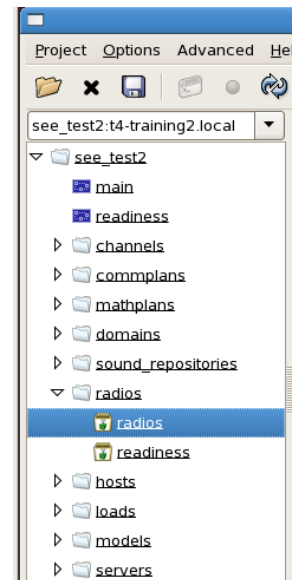 Project Options Advanced
see_test2:t4-training2.local
see_test2
main
readiness
channels
commplans
mathplans
domains
sound_repositories
radios
radios
readiness
hosts
loads
models
servers